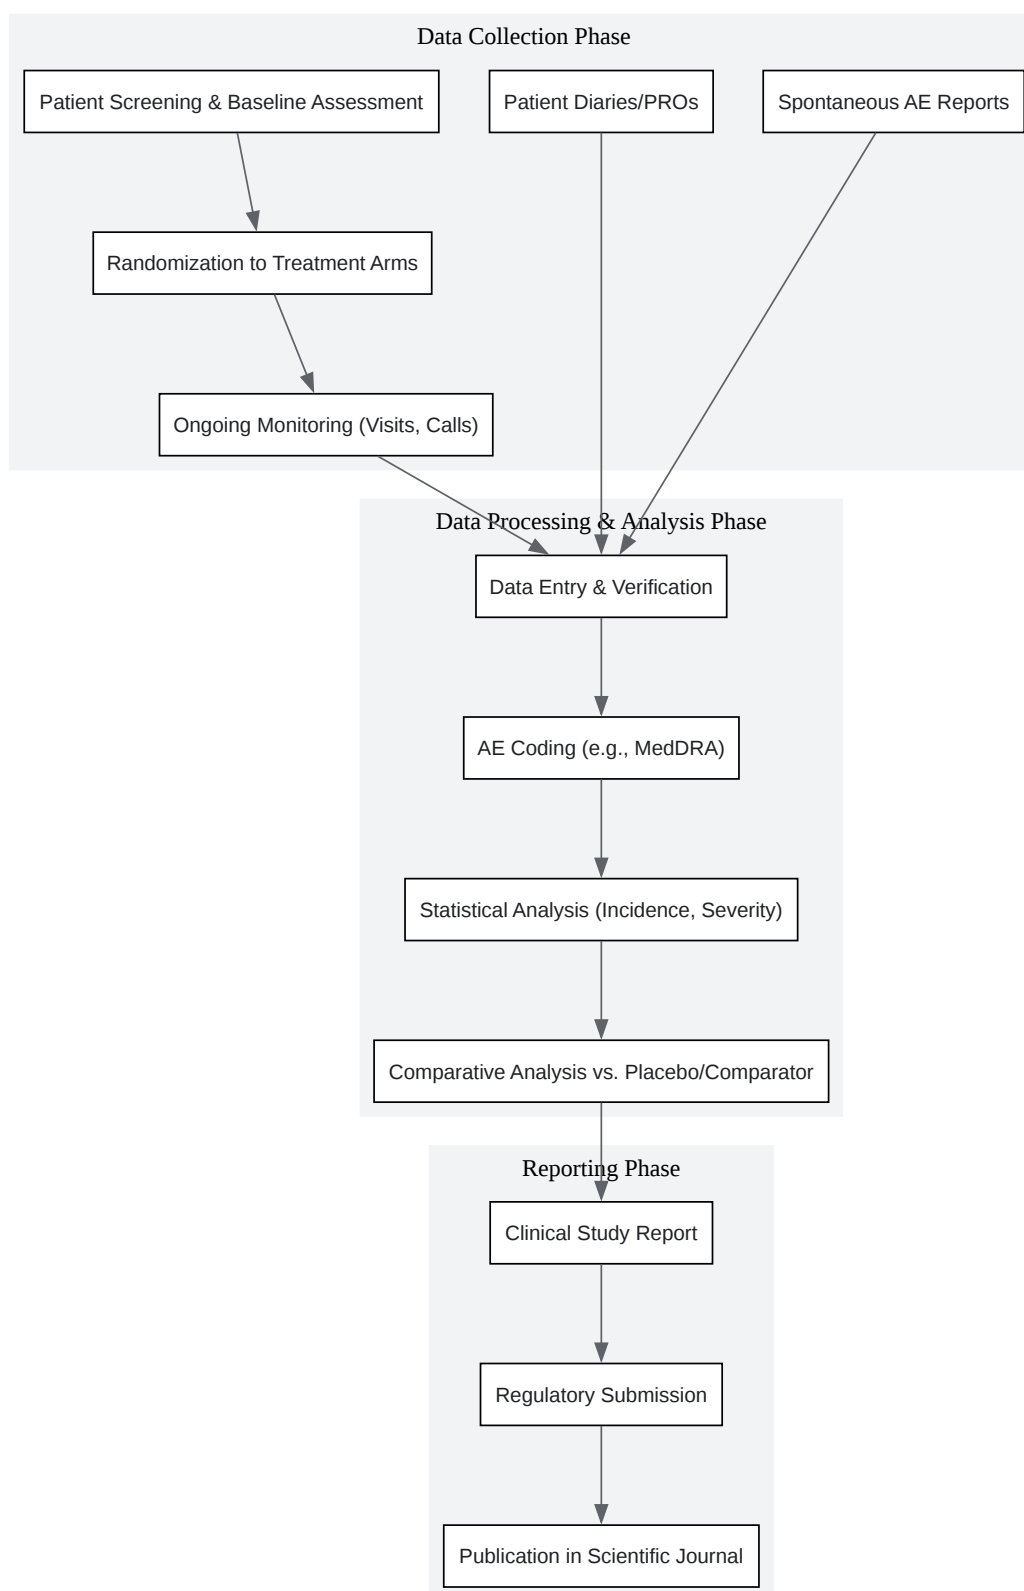 Data Collection Phase
Patient Screening & Baseline Assessment
Patient Diaries/PROs
Spontaneous AE Reports
Randomization to Treatment Arms
Ongoing Monitoring (Visits, Calls)
Data Processing & Analysis Phase
Data Entry & Verification
AE Coding (e.g., MedDRA)
Statistical Analysis (Incidence, Severity)
Comparative Analysis vs. Placebo/Comparator
Reporting Phase
Clinical Study Report
Regulatory Submission
Publication in Scientific Journal